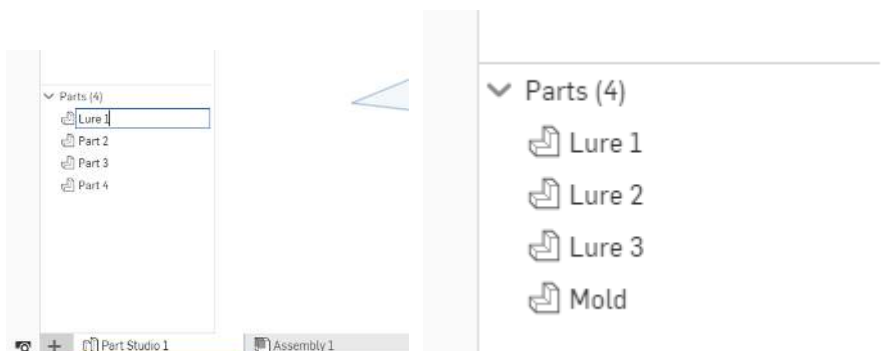 Parts (4)
Lure 1
Part 2
Part 3
Part 4
Part Studio 1
Assembly 1
Parts (4)
Lure 1
Lure 2
Lure 3
Mold